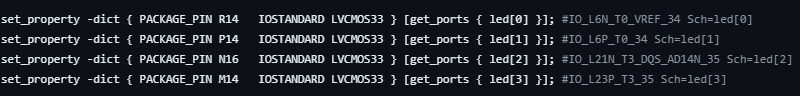 set_property -dict { PACKAGE_PIN R14   IOSTANDARD LVCMOS33 } [get_ports { led[0] }]; #IO_L6N_T0_VREF_34 Sch=led[0]
set_property -dict { PACKAGE_PIN P14   IOSTANDARD LVCMOS33 } [get_ports { led[1] }]; #IO_L6P_T0_34 Sch=led[1]
set_property -dict { PACKAGE_PIN N16   IOSTANDARD LVCMOS33 } [get_ports { led[2] }]; #IO_L21N_T3_DQS_AD14N_35 Sch=led[2]
set_property -dict { PACKAGE_PIN M14   IOSTANDARD LVCMOS33 } [get_ports { led[3] }]; #IO_L23P_T3_35 Sch=led[3]